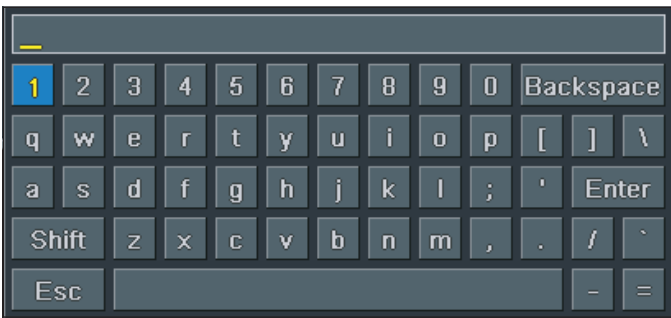 _
1 2 3 4 5 6 7 8 9 0 Backspace
q w e r t y u i o p [ ] \
a s d f g h j k l ; ' Enter
Shift z x c v b n m , . / `
Esc - =